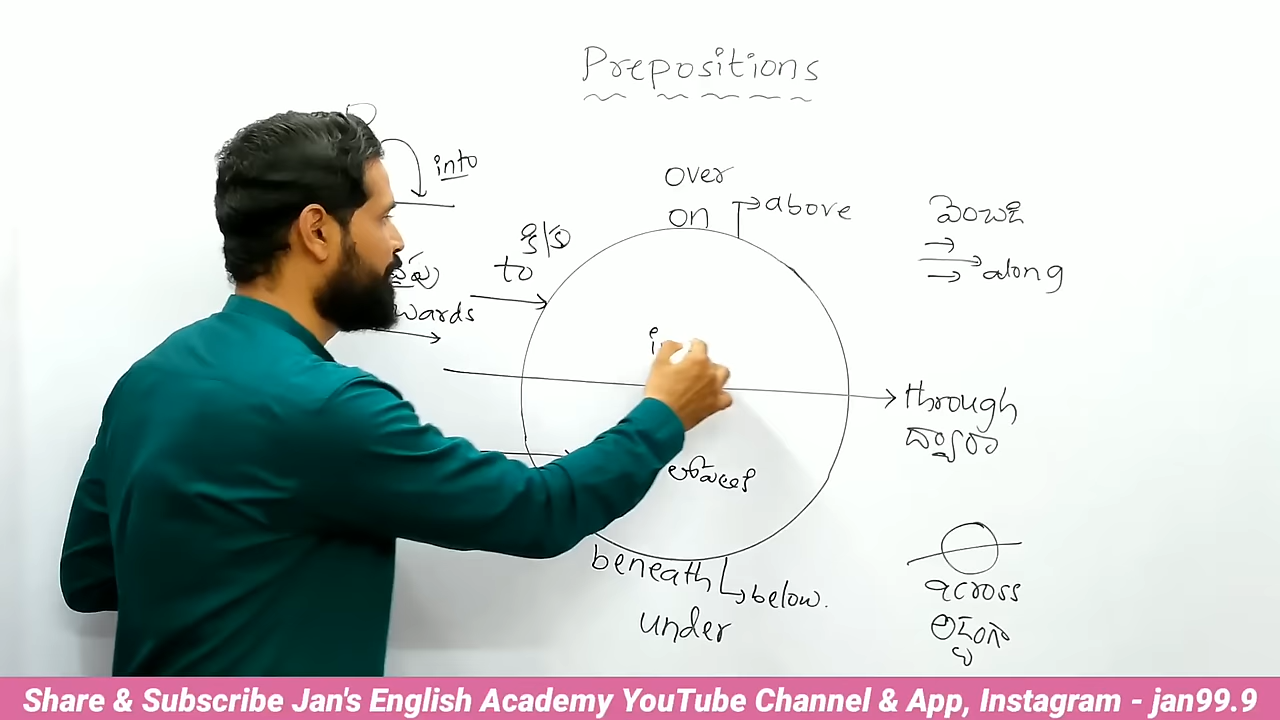 Prepositions
into
over
on
above
వెంబడి
along
కి/కు
to
wards
through
ద్వారా
లోపలికి
beneath
below.
under
across
అడ్డంగా
Share & Subscribe Jan's English Academy YouTube Channel & App, Instagram - jan99.9